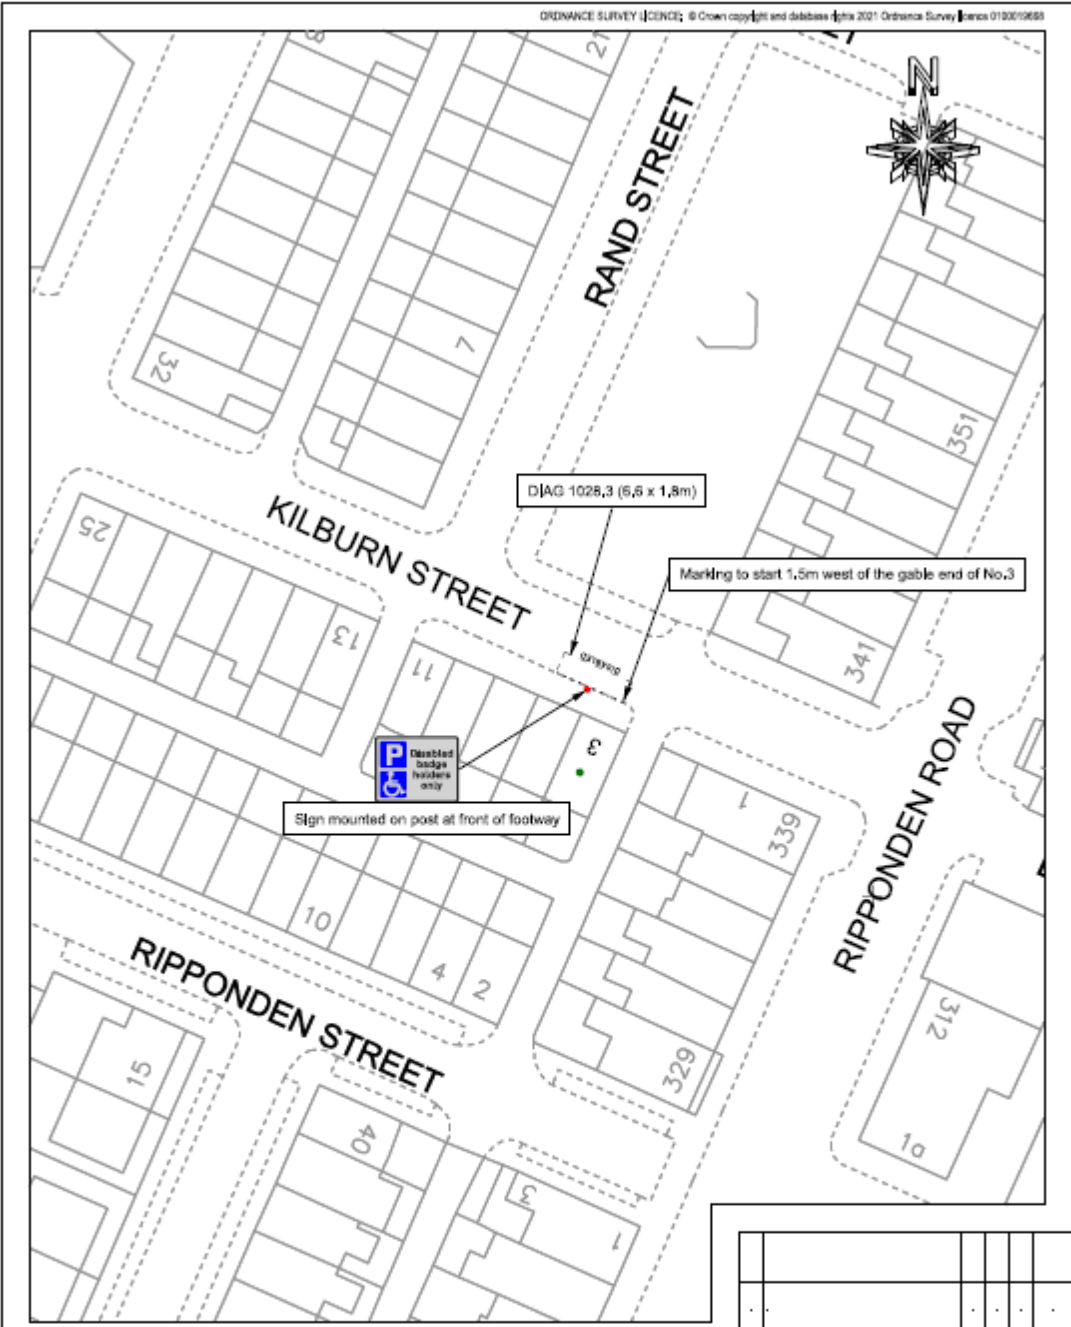 ORDNANCE SURVEY LICENCE; © Crown copyright and database rights 2021 Ordnance Survey licence 0100019668
N
21
RAND STREET
7
32
351
DIAG 1028.3 (6.6 x 1.8m)
25
KILBURN STREET
Marking to start 1.5m west of the gable end of No.3
13
DISABLED
11
341
3
P
Disabled
badge
holders
only
Sign mounted on post at front of footway
1
339
RIPPONDEN ROAD
10
4
2
RIPPONDEN STREET
312
15
329
40
1a
3
1